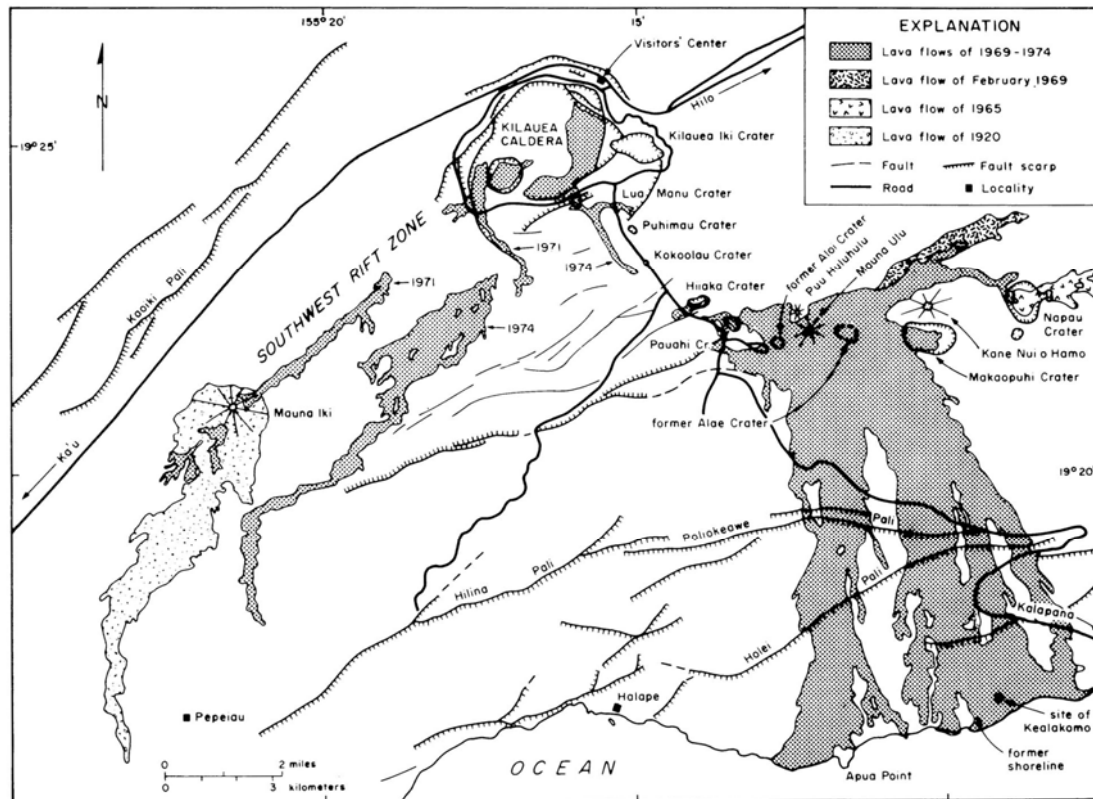 155° 20'
15'
EXPLANATION
Lava flows of 1969-1974
Lava flow of February 1969
Lava flow of 1965
Lava flow of 1920
Fault
Fault scarp
Road
Locality
Visitors' Center
N
Hilo
KILAUEA
CALDERA
Kilauea Iki Crater
19° 25'
Lua Manu Crater
Puhimau Crater
1971
Kokoolau Crater
1974
former Aloi Crater
Puu Huluhulu
Mauna Ulu
SOUTHWEST RIFT ZONE
1971
Hiiaka Crater
Kaoiki Pali
1974
Napau
Crater
Pauahi Cr.
Kane Nui o Hamo
Makaopuhi Crater
Mauna Iki
former Alae Crater
Ka'u
19° 20'
Poliokeawe Pali
Hilina Pali
Holei Pali
Kalapana
Halape
Pepeiau
site of
Kealakomo
former
shoreline
0 2 miles
0 3 kilometers
OCEAN
Apua Point